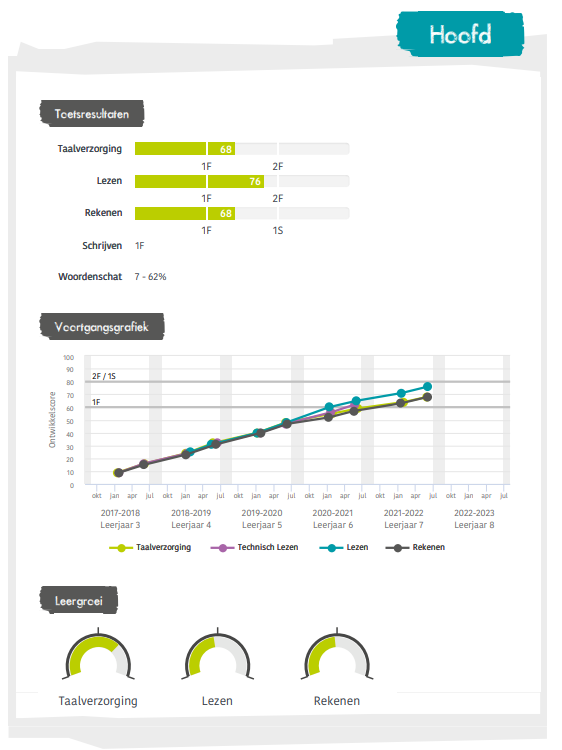 Hoofd
Toetsresultaten
Taalverzorging 68
1F 2F
Lezen 76
1F 2F
Rekenen 68
1F 1S
Schrijven 1F
Woordenschat 7 - 62%
Voortgangsgrafiek
Ontwikkelscore
100
90
80
70
60
50
40
30
20
10
0
2F / 1S
1F
okt jan apr jul okt jan apr jul okt jan apr jul okt jan apr jul okt jan apr jul okt jan apr jul
2017-2018 2018-2019 2019-2020 2020-2021 2021-2022 2022-2023
Leerjaar 3 Leerjaar 4 Leerjaar 5 Leerjaar 6 Leerjaar 7 Leerjaar 8
Taalverzorging Technisch Lezen Lezen Rekenen
Leergroei
Taalverzorging Lezen Rekenen